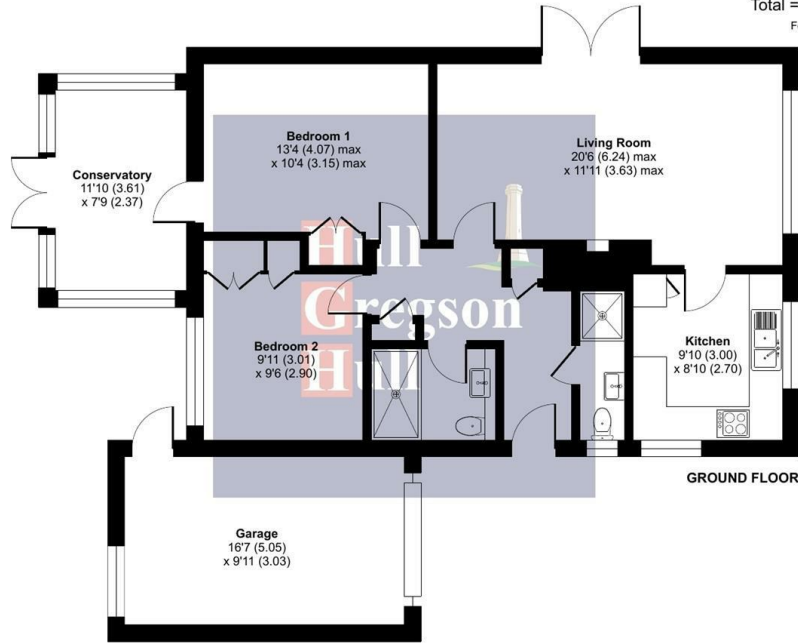 Total =
F
Bedroom 1
13'4 (4.07) max
x 10'4 (3.15) max
Living Room
20'6 (6.24) max
x 11'11 (3.63) max
Conservatory
11'10 (3.61)
x 7'9 (2.37)
Hull
Gregson
Hull
Bedroom 2
9'11 (3.01)
x 9'6 (2.90)
Kitchen
9'10 (3.00)
x 8'10 (2.70)
GROUND FLOOR
Garage
16'7 (5.05)
x 9'11 (3.03)